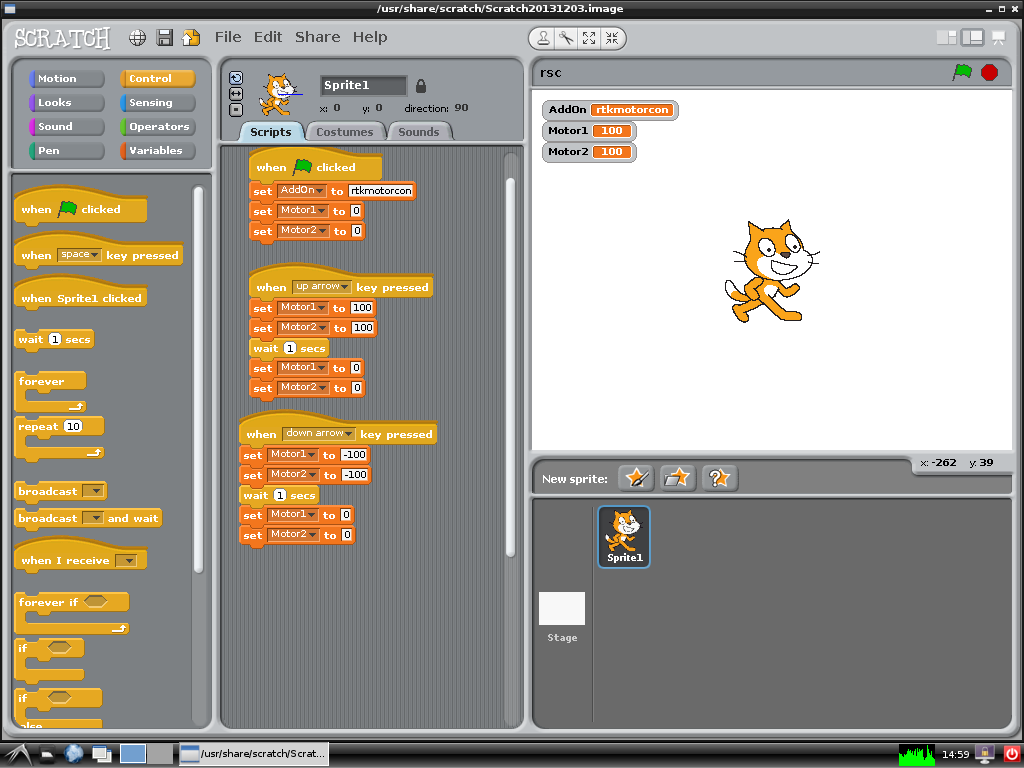 /usr/share/scratch/Scratch20131203.image
SCRATCH File Edit Share Help
Motion Control
Looks Sensing
Sound Operators
Pen Variables
when clicked
when space key pressed
when Sprite1 clicked
wait 1 secs
forever
repeat 10
broadcast
broadcast and wait
when I receive
forever if
if
if
else
Sprite1
x: 0 y: 0 direction: 90
Scripts Costumes Sounds
when clicked
set AddOn to rtkmotorcon
set Motor1 to 0
set Motor2 to 0
when up arrow key pressed
set Motor1 to 100
set Motor2 to 100
wait 1 secs
set Motor1 to 0
set Motor2 to 0
when down arrow key pressed
set Motor1 to -100
set Motor2 to -100
wait 1 secs
set Motor1 to 0
set Motor2 to 0
rsc
AddOn rtkmotorcon
Motor1 100
Motor2 100
x: -262 y: 39
New sprite:
Sprite1
Stage
/usr/share/scratch/Scrat...
14:59